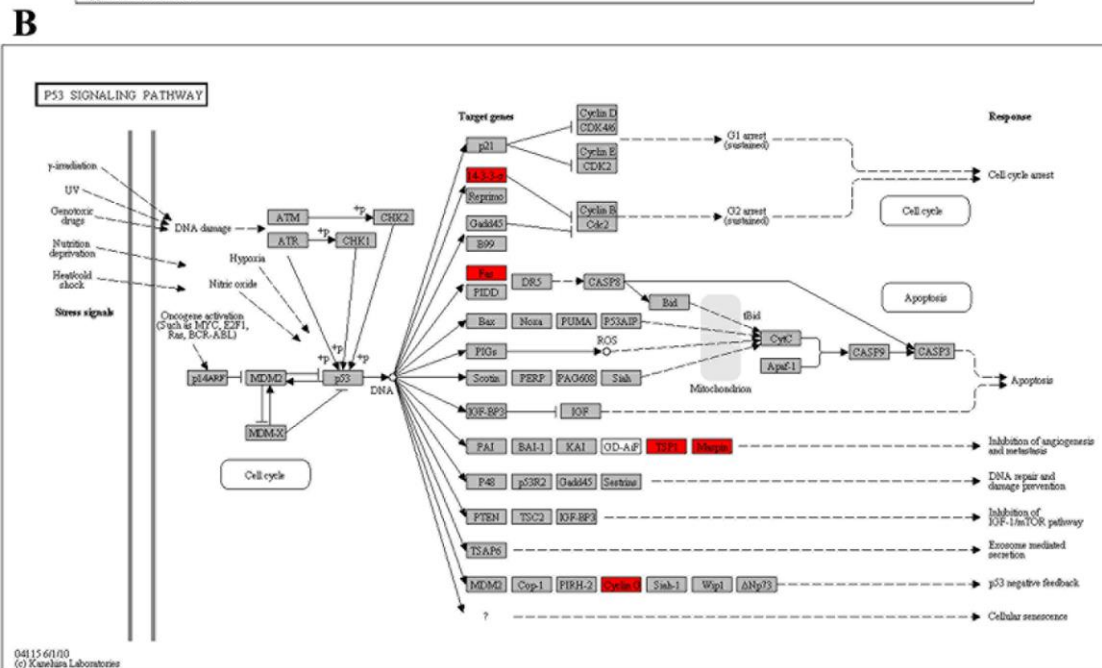 B
P53 SIGNALING PATHWAY
Target genes
Response
γ-irradiation
UV
Genotoxic
drugs
Nutrition
deprivation
Heat/cold
shock
Stress signals
DNA damage
Hypoxia
Nitric oxide
Oncogene activation
(Such as MYC, E2F1,
Ras, BCR-ABL)
ATM
+p
CHK2
ATR
+p
CHK1
+p
+p
+p
p14ARF
MDM2
p53
DNA
MDM-X
Cell cycle
p21
Cyclin D
CDK4/6
Cyclin E
CDK2
G1 arrest
(sustained)
14-3-3-σ
Reprimo
Gadd45
B99
Cyclin B
Cdc2
G2 arrest
(sustained)
Cell cycle arrest
Cell cycle
Fas
PIDD
DR5
CASP8
Bid
tBid
Apoptosis
Bax
Noxa
PUMA
P53AIP
PIGs
ROS
CytC
Apaf-1
CASP9
CASP3
Scotin
PERP
PAG608
Siah
Mitochondrion
Apoptosis
IGF-BP3
IGF
PAI
BAI-1
KAI
GD-AiF
TSP1
Maspin
Inhibition of angiogenesis
and metastasis
P48
p53R2
Gadd45
Sestrins
DNA repair and
damage prevention
PTEN
TSC2
IGF-BP3
Inhibition of
IGF-1/mTOR pathway
TSAP6
Exosome mediated
secretion
MDM2
Cop-1
PIRH-2
Cyclin G
Siah-1
Wip1
ΔNp73
p53 negative feedback
?
Cellular senescence
04115 6/1/10
(c) Kanehisa Laboratories